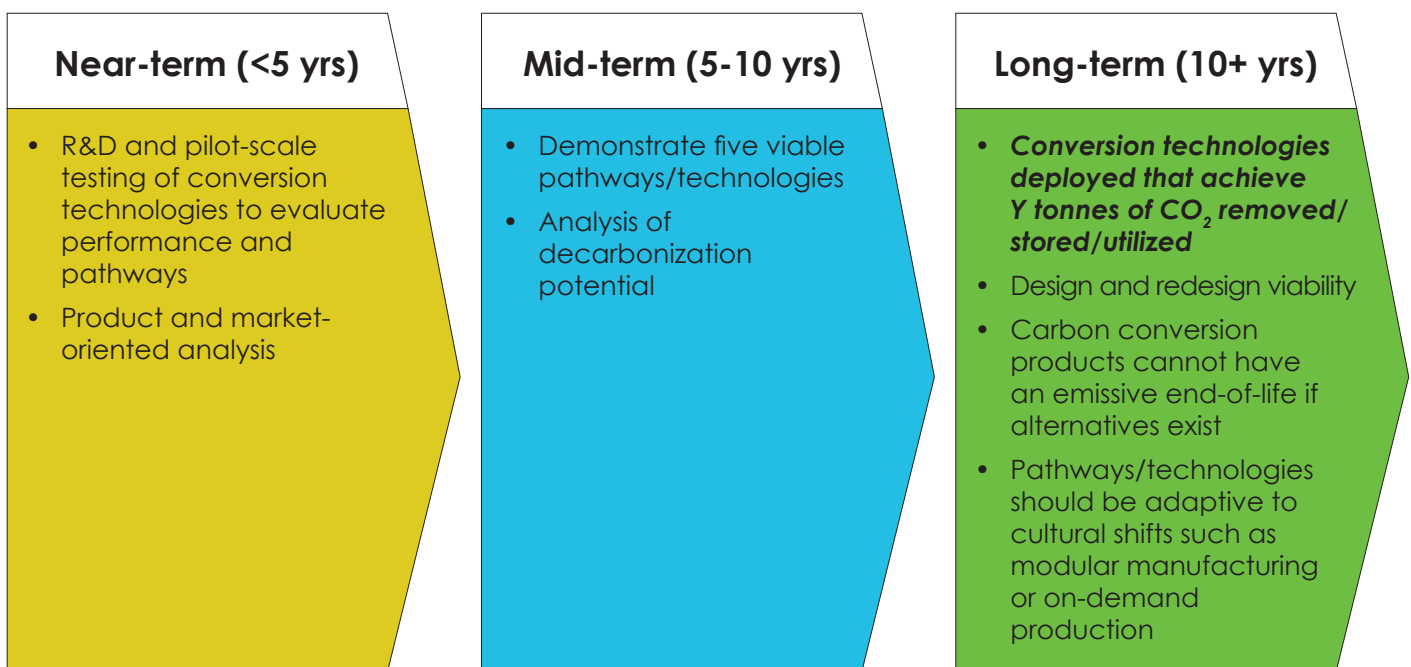 Near-term (<5 yrs)
• R&D and pilot-scale
testing of conversion
technologies to evaluate
performance and
pathways
• Product and market-
oriented analysis
Mid-term (5-10 yrs)
• Demonstrate five viable
pathways/technologies
• Analysis of
decarbonization
potential
Long-term (10+ yrs)
• Conversion technologies
deployed that achieve
Y tonnes of CO₂ removed/
stored/utilized
• Design and redesign viability
• Carbon conversion
products cannot have
an emissive end-of-life if
alternatives exist
• Pathways/technologies
should be adaptive to
cultural shifts such as
modular manufacturing
or on-demand
production